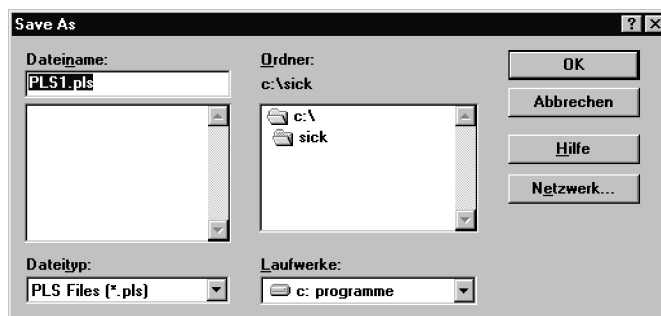 Save As
Dateiname:
PLS1.pls
Ordner:
c:\sick
c:\
sick
OK
Abbrechen
Hilfe
Netzwerk...
Dateityp:
PLS Files (*.pls)
Laufwerke:
c: programme